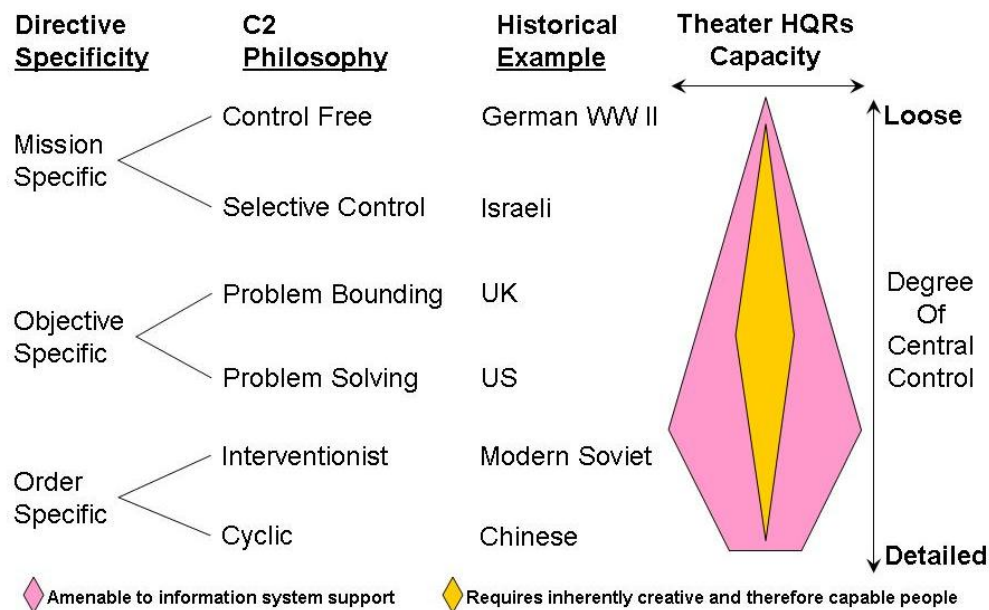 Directive
Specificity
C2
Philosophy
Historical
Example
Theater HQRs
Capacity
Mission
Specific
Control Free
German WW II
Selective Control
Israeli
Objective
Specific
Problem Bounding
UK
Problem Solving
US
Order
Specific
Interventionist
Modern Soviet
Cyclic
Chinese
Loose
Degree
Of
Central
Control
Detailed
Amenable to information system support
Requires inherently creative and therefore capable people